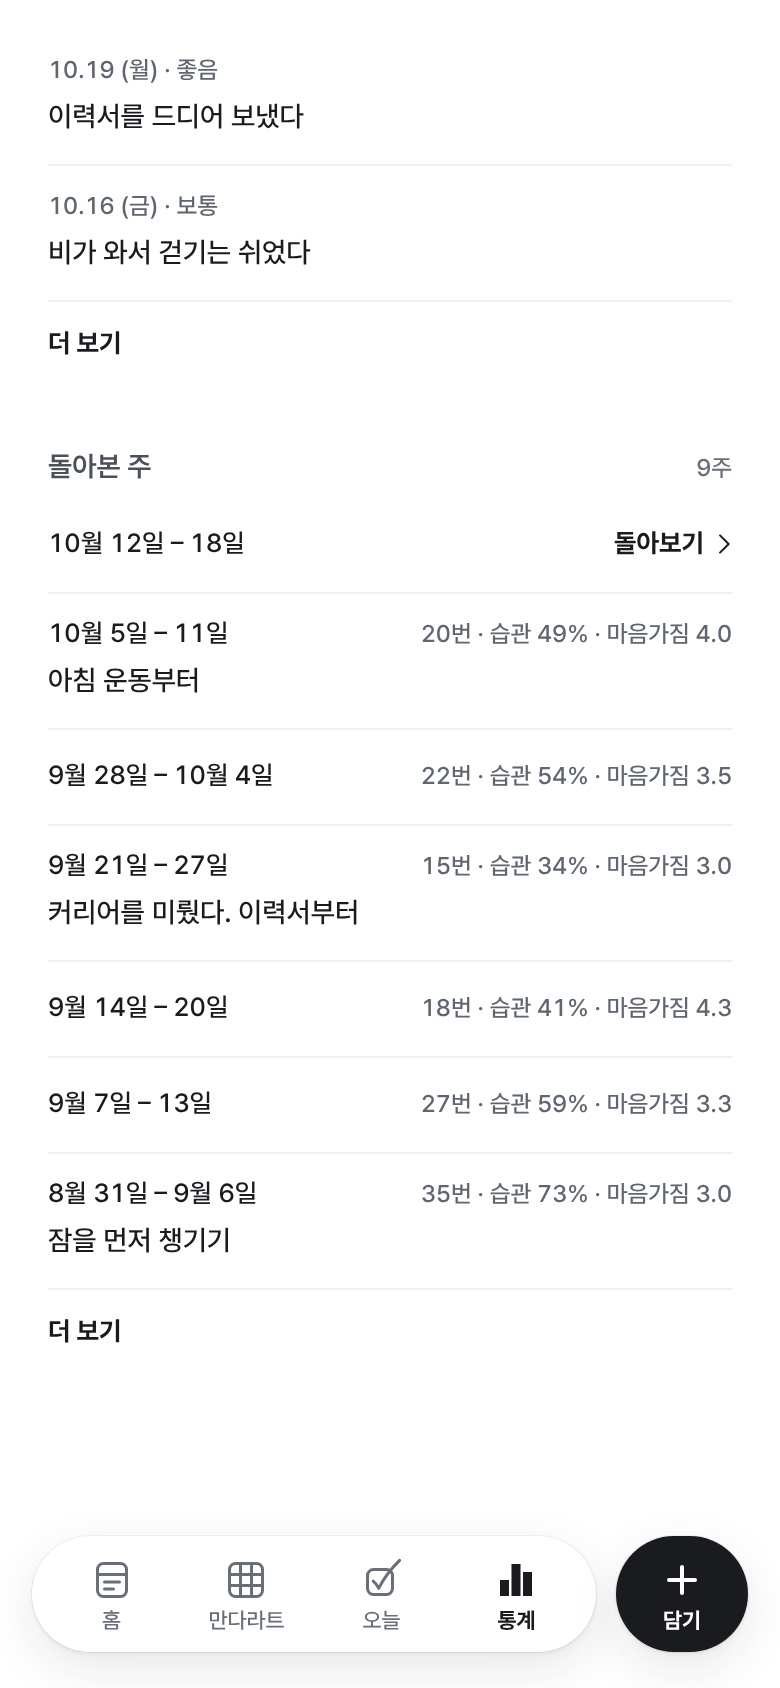 10.19 (월) · 좋음
이력서를 드디어 보냈다
10.16 (금) · 보통
비가 와서 걷기는 쉬었다
더 보기
돌아본 주 9주
10월 12일 – 18일 돌아보기
10월 5일 – 11일 20번 · 습관 49% · 마음가짐 4.0
아침 운동부터
9월 28일 – 10월 4일 22번 · 습관 54% · 마음가짐 3.5
9월 21일 – 27일 15번 · 습관 34% · 마음가짐 3.0
커리어를 미뤘다. 이력서부터
9월 14일 – 20일 18번 · 습관 41% · 마음가짐 4.3
9월 7일 – 13일 27번 · 습관 59% · 마음가짐 3.3
8월 31일 – 9월 6일 35번 · 습관 73% · 마음가짐 3.0
잠을 먼저 챙기기
더 보기
홈 만다라트 오늘 통계 담기